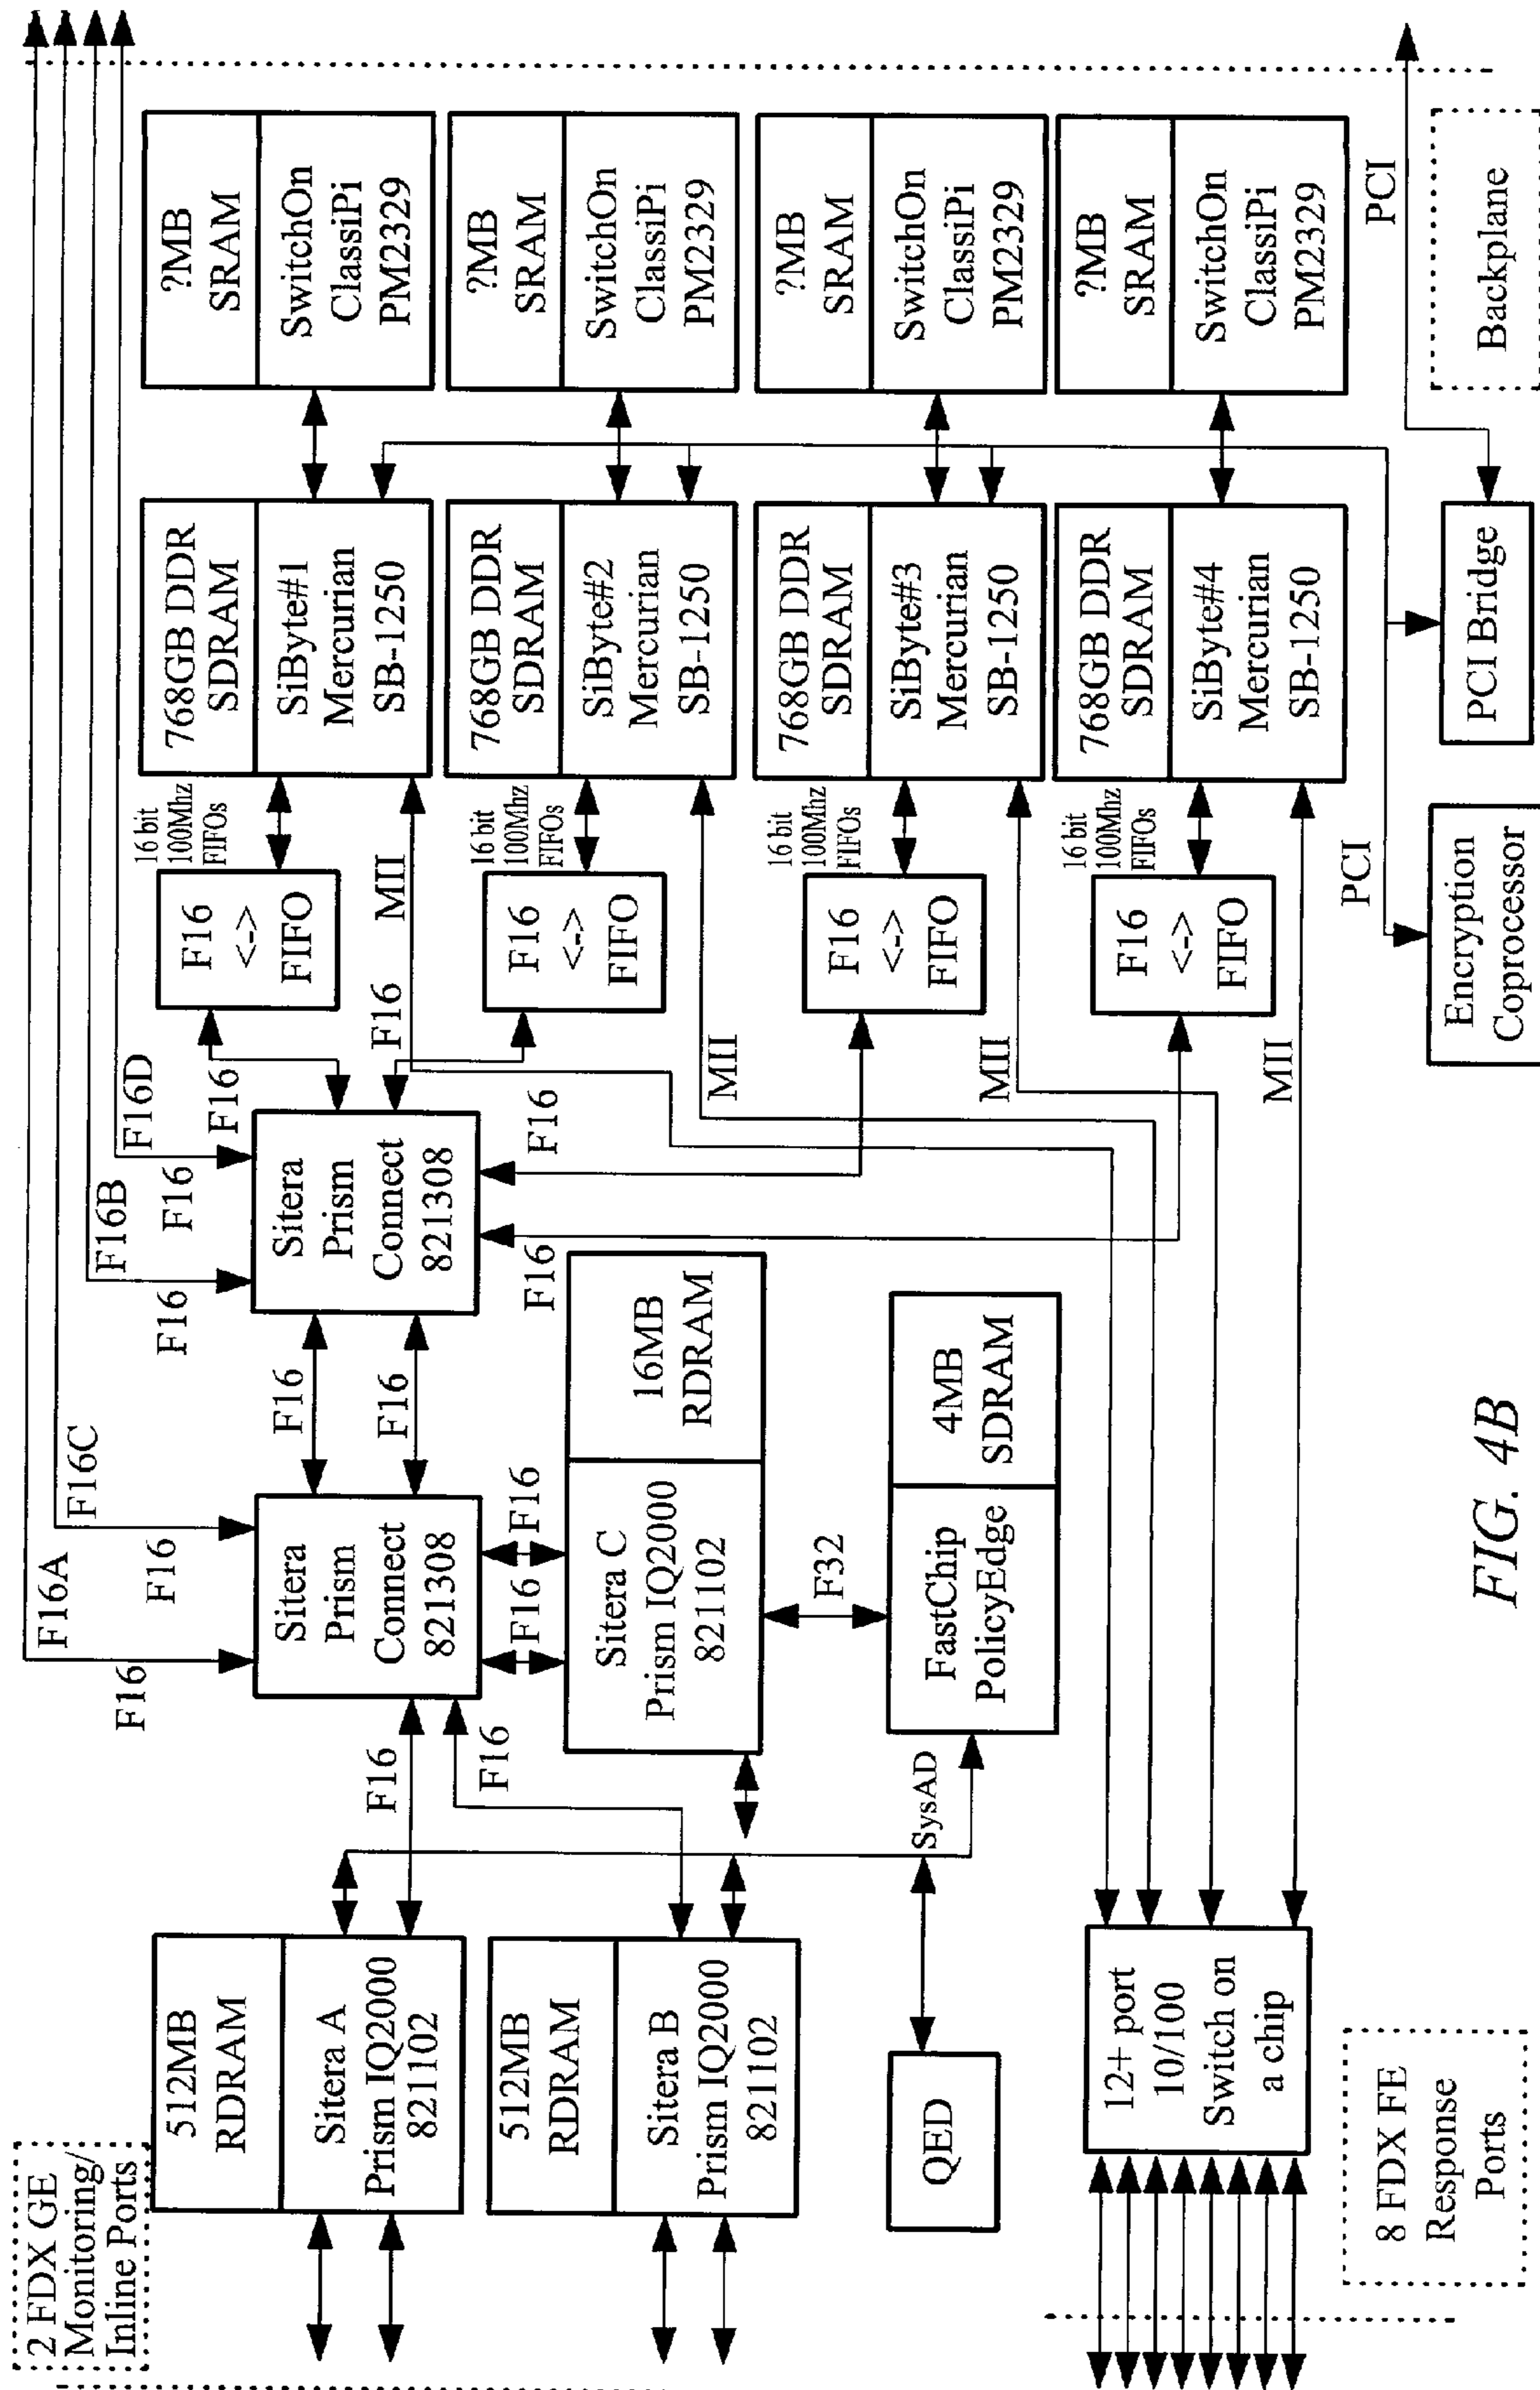 2 FDX GE
Monitoring/
Inline Ports
512MB
RDRAM
Sitera A
Prism IQ2000
821102
512MB
RDRAM
Sitera B
Prism IQ2000
821102
QED
12+ port
10/100
Switch on
a chip
8 FDX FE
Response
Ports
F16
F16
SysAD
F16A
F16
F16C
F16
Sitera
Prism
Connect
821308
F16
F16
Sitera C
Prism IQ2000
821102
16MB
RDRAM
F32
FastChip
PolicyEdge
4MB
SDRAM
F16
F16
F16B
F16
F16D
F16
Sitera
Prism
Connect
821308
F16
F16
F16
F16
MII
MII
MII
MII
F16
<->
FIFO
16 bit
100Mhz
FIFOs
F16
<->
FIFO
16 bit
100Mhz
FIFOs
F16
<->
FIFO
16 bit
100Mhz
FIFOs
F16
<->
FIFO
16 bit
100Mhz
FIFOs
768GB DDR
SDRAM
SiByte#1
Mercurian
SB-1250
768GB DDR
SDRAM
SiByte#2
Mercurian
SB-1250
768GB DDR
SDRAM
SiByte#3
Mercurian
SB-1250
768GB DDR
SDRAM
SiByte#4
Mercurian
SB-1250
?MB
SRAM
SwitchOn
ClassiPi
PM2329
?MB
SRAM
SwitchOn
ClassiPi
PM2329
?MB
SRAM
SwitchOn
ClassiPi
PM2329
?MB
SRAM
SwitchOn
ClassiPi
PM2329
PCI
Encryption
Coprocessor
PCI Bridge
PCI
Backplane
FIG. 4B